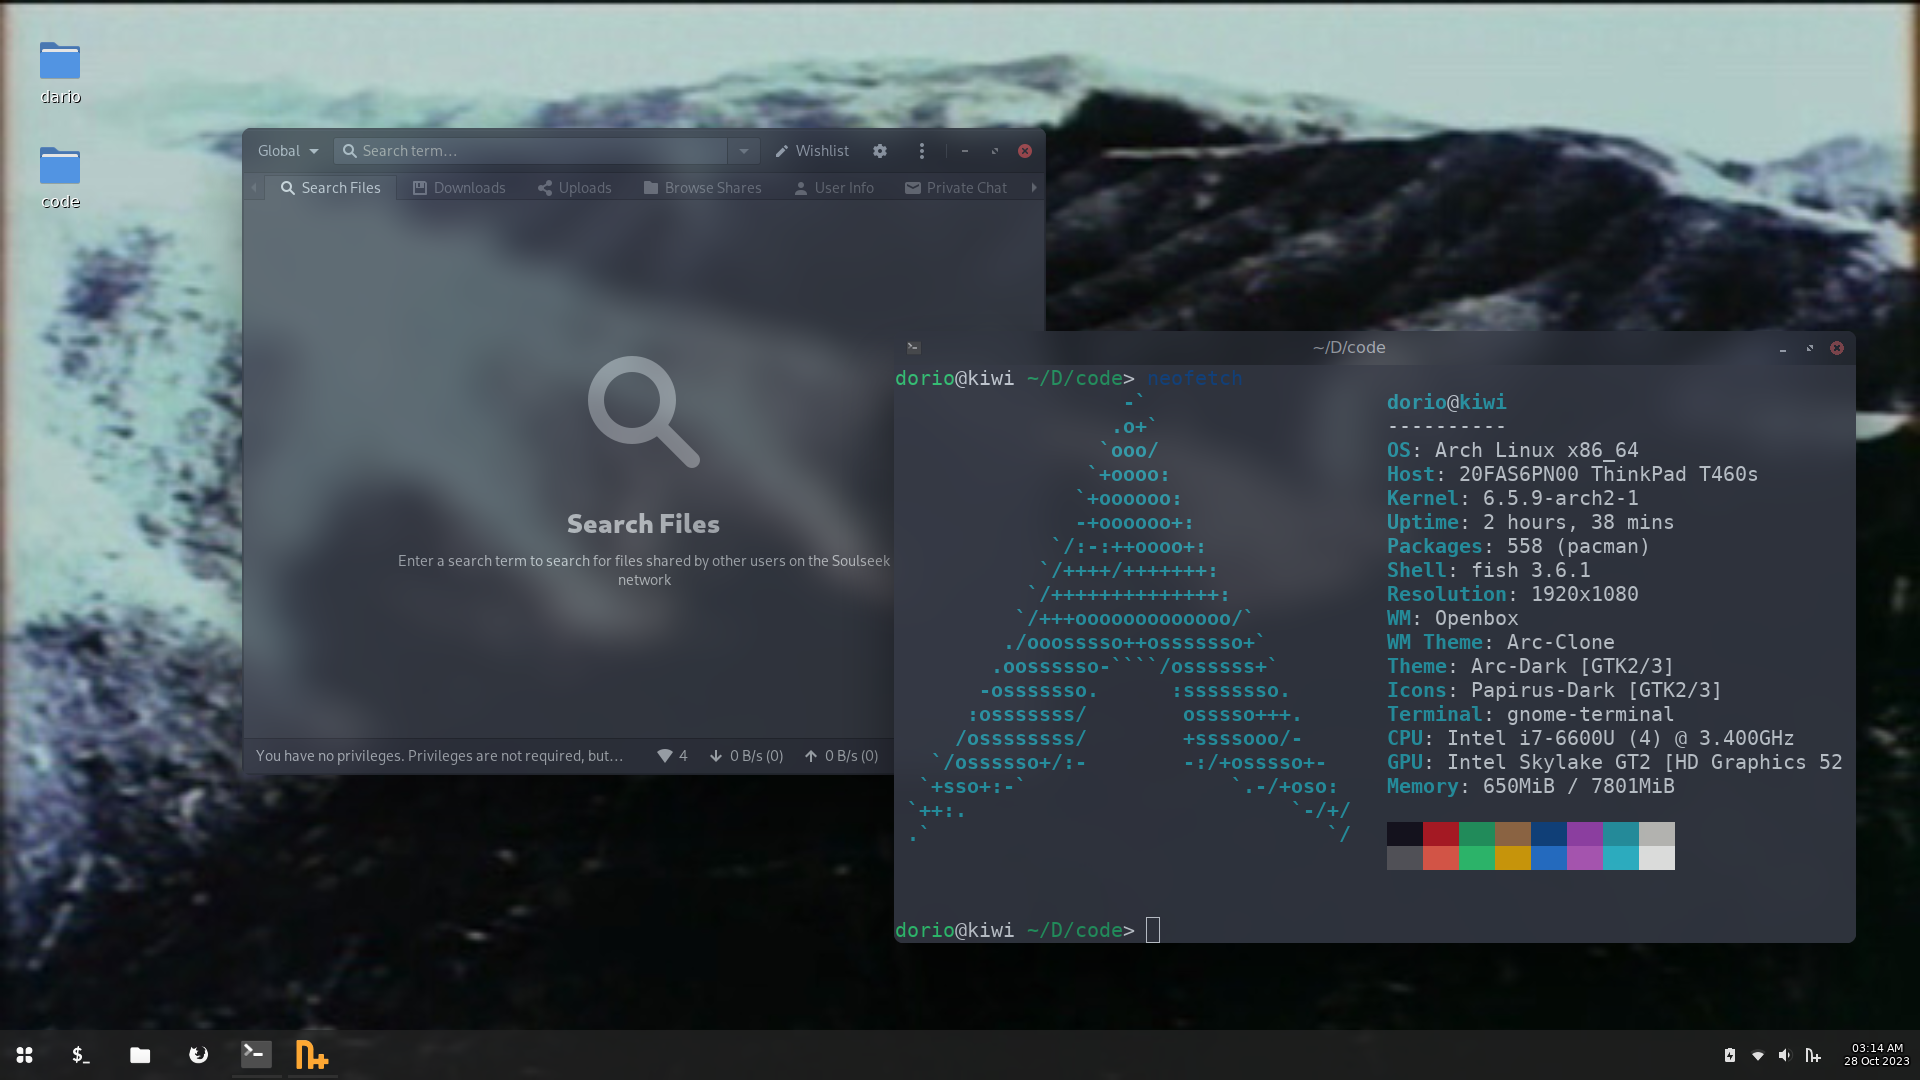 dario
code
Global
Search term…
Wishlist
Search Files
Downloads
Uploads
Browse Shares
User Info
Private Chat
Search Files
Enter a search term to search for files shared by other users on the Soulseek
network
You have no privileges. Privileges are not required, but…
4
0 B/s (0)
0 B/s (0)
~/D/code
dorio@kiwi ~/D/code> neofetch
-`
.o+`
`ooo/
`+oooo:
`+oooooo:
-+oooooo+:
`/:-:++oooo+:
`/++++/+++++++:
`/++++++++++++++:
`/+++ooooooooooooo/`
./ooosssso++osssssso+`
.oossssso-````/ossssss+`
-osssssso.      :ssssssso.
:osssssss/        osssso+++.
/ossssssss/        +ssssooo/-
`/ossssso+/:-        -:/+osssso+-
`+sso+:-`                 `.-/+oso:
`++:.                           `-/+/
.`                                 `/
dorio@kiwi
----------
OS: Arch Linux x86_64
Host: 20FAS6PN00 ThinkPad T460s
Kernel: 6.5.9-arch2-1
Uptime: 2 hours, 38 mins
Packages: 558 (pacman)
Shell: fish 3.6.1
Resolution: 1920x1080
WM: Openbox
WM Theme: Arc-Clone
Theme: Arc-Dark [GTK2/3]
Icons: Papirus-Dark [GTK2/3]
Terminal: gnome-terminal
CPU: Intel i7-6600U (4) @ 3.400GHz
GPU: Intel Skylake GT2 [HD Graphics 52
Memory: 650MiB / 7801MiB
dorio@kiwi ~/D/code>
$_
03:14 AM
28 Oct 2023